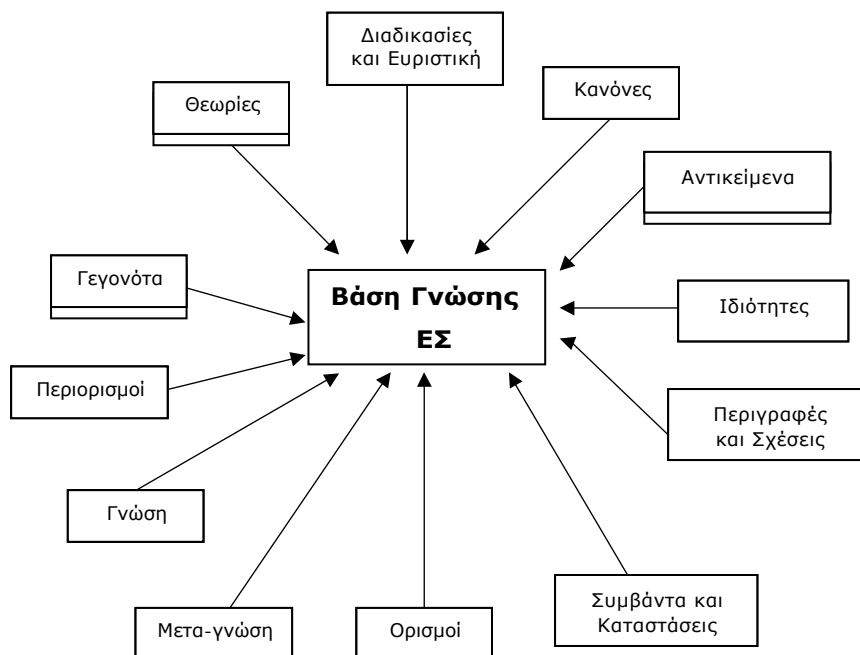 Διαδικασίες
και Ευριστική
Κανόνες
Θεωρίες
Αντικείμενα
Γεγονότα
Βάση Γνώσης
ΕΣ
Ιδιότητες
Περιορισμοί
Περιγραφές
και Σχέσεις
Γνώση
Μετα-γνώση
Ορισμοί
Συμβάντα και
Καταστάσεις